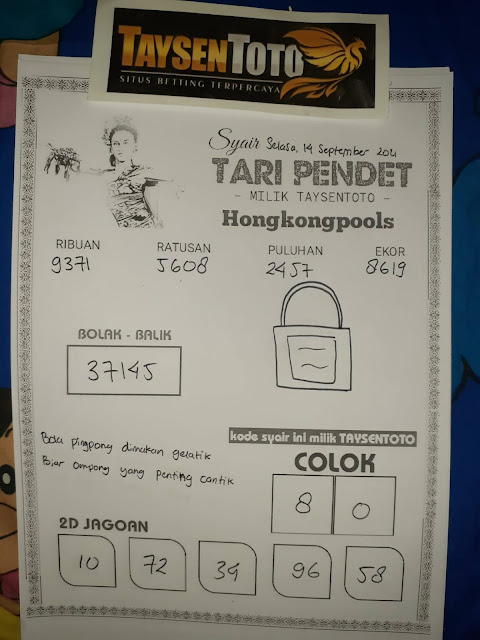 TAYSENTOTO
SITUS BETTING TERPERCAYA
Syair Selasa, 14 September 2021
TARI PENDET
- MILIK TAYSENTOTO -
Hongkongpools
RIBUAN RATUSAN PULUHAN EKOR
9371 5608 2457 8619
BOLAK - BALIK
37145
Bola pingpong dimakan gelatik
Biar ompong yang penting cantik
kode syair ini milik TAYSENTOTO
COLOK
8 0
2D JAGOAN
10 72 39 96 58